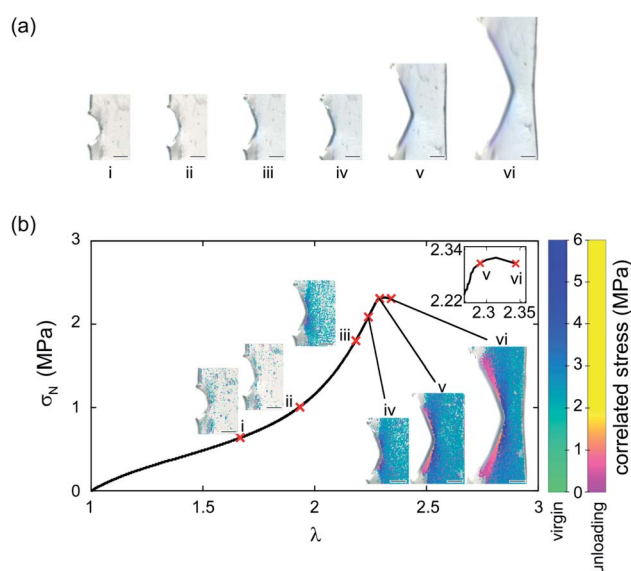 (a)
i ii iii iv v vi
(b)
3
2
1
0
σN (MPa)
1 1.5 2 2.5 3
λ
i
ii
iii
iv
v
vi
2.34
2.22
2.3 2.35
v vi
6
5
4
3
2
1
0
virgin
unloading
correlated stress (MPa)